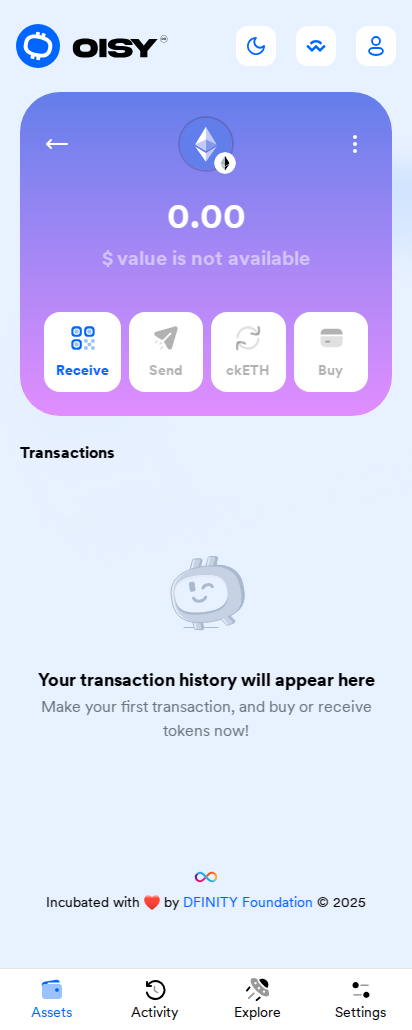 OISY
0.00
$ value is not available
Receive
Send
ckETH
Buy
Transactions
Your transaction history will appear here
Make your first transaction, and buy or receive
tokens now!
Incubated with ❤️ by DFINITY Foundation © 2025
Assets
Activity
Explore
Settings